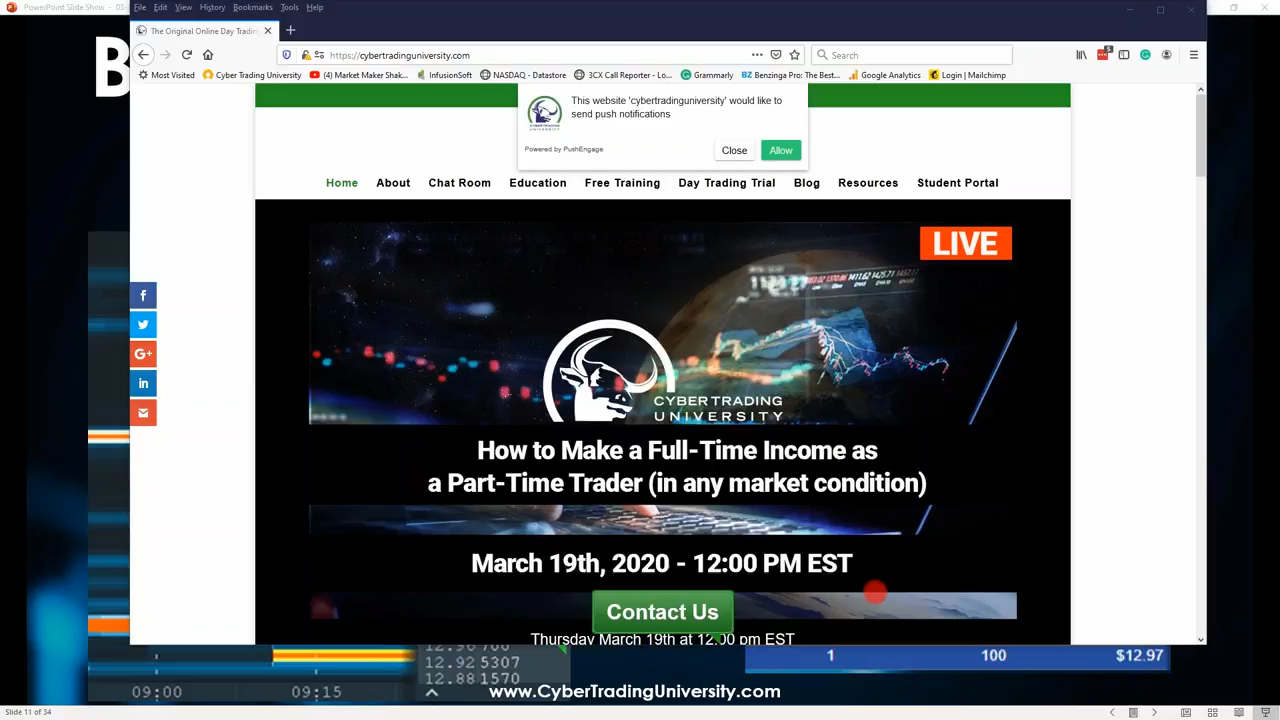 PowerPoint Slide Show
File Edit View History Bookmarks Tools Help
The Original Online Day Tradin
https://cybertradinguniversity.com
Search
Most Visited Cyber Trading University (4) Market Maker Shak... InfusionSoft NASDAQ - Datastore 3CX Call Reporter - Lo... Grammarly Benzinga Pro: The Best... Google Analytics Login | Mailchimp
This website 'cybertradinguniversity' would like to
send push notifications
Powered by PushEngage
Close
Allow
Home About Chat Room Education Free Training Day Trading Trial Blog Resources Student Portal
LIVE
CYBERTRADING
UNIVERSITY
How to Make a Full-Time Income as
a Part-Time Trader (in any market condition)
March 19th, 2020 - 12:00 PM EST
Contact Us
Thursday March 19th at 12:00 pm EST
12.92 5307
12.88 1570
1 100 $12.97
09:00 09:15
www.CyberTradingUniversity.com
Slide 11 of 34